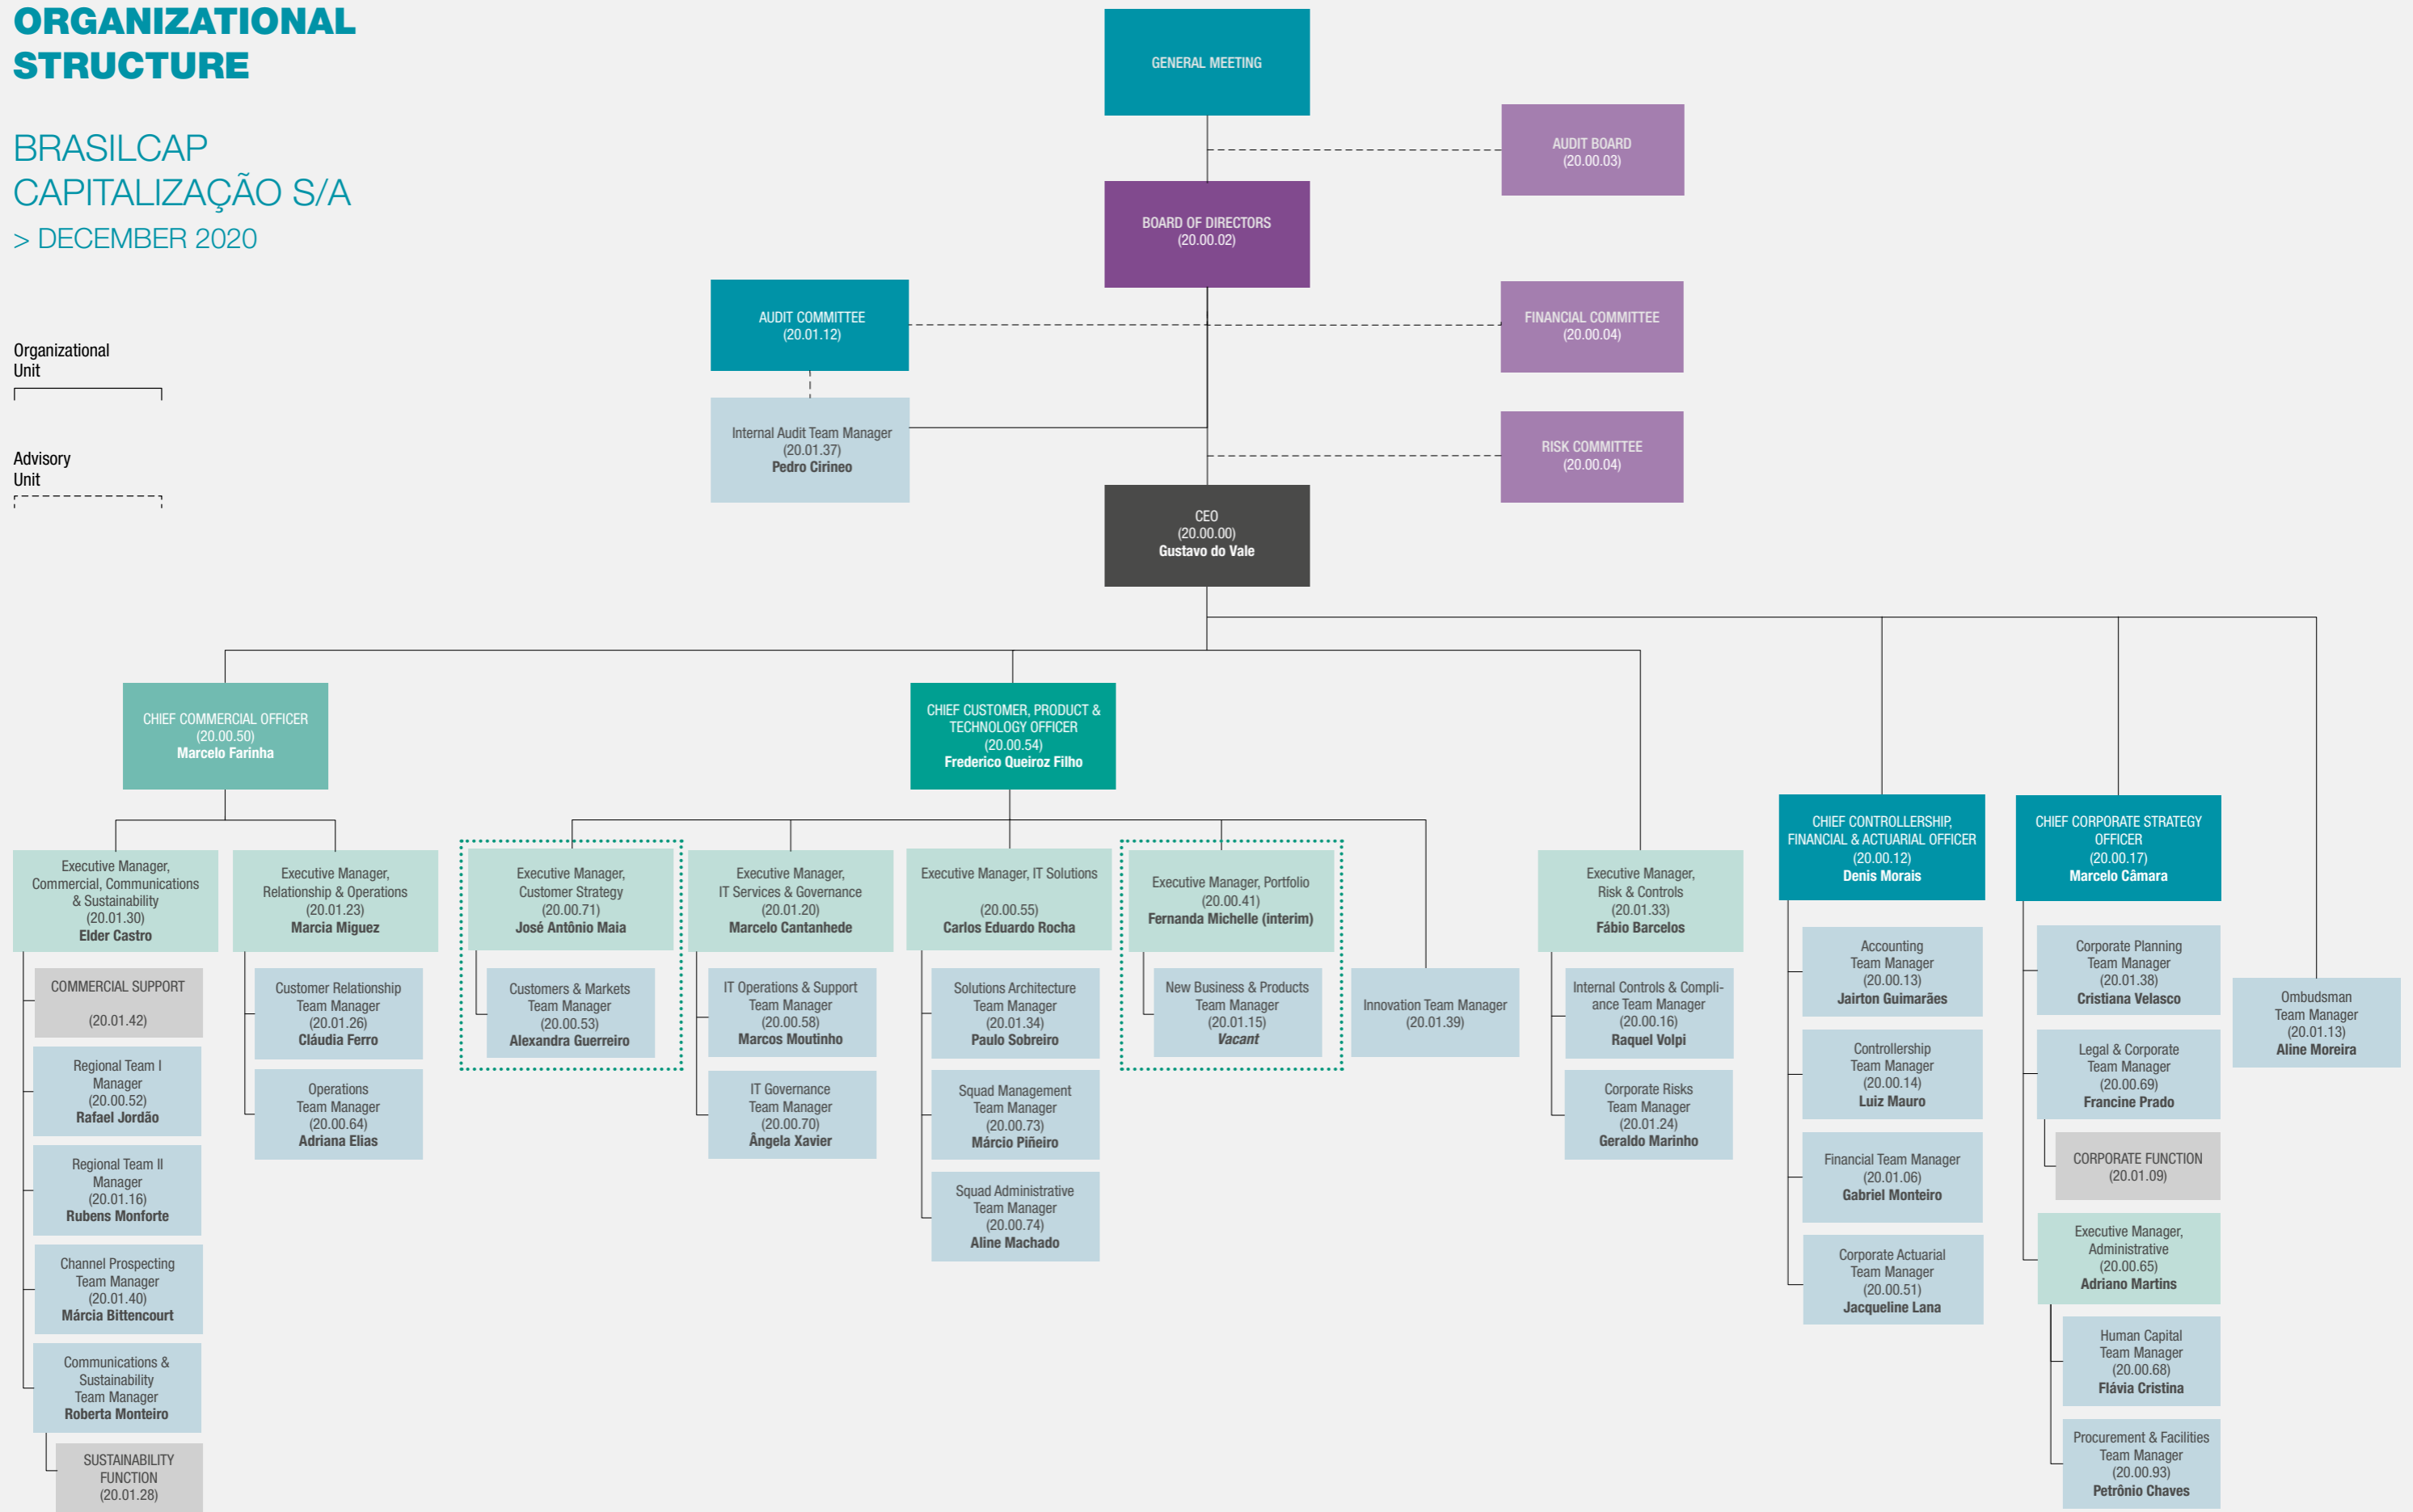 ORGANIZATIONAL
STRUCTURE
BRASILCAP
CAPITALIZAÇÃO S/A
> DECEMBER 2020
Organizational
Unit
Advisory
Unit
GENERAL MEETING
AUDIT BOARD
(20.00.03)
BOARD OF DIRECTORS
(20.00.02)
AUDIT COMMITTEE
(20.01.12)
FINANCIAL COMMITTEE
(20.00.04)
Internal Audit Team Manager
(20.01.37)
Pedro Cirineo
RISK COMMITTEE
(20.00.04)
CEO
(20.00.00)
Gustavo do Vale
CHIEF COMMERCIAL OFFICER
(20.00.50)
Marcelo Farinha
CHIEF CUSTOMER, PRODUCT &
TECHNOLOGY OFFICER
(20.00.54)
Frederico Queiroz Filho
CHIEF CONTROLLERSHIP,
FINANCIAL & ACTUARIAL OFFICER
(20.00.12)
Denis Morais
CHIEF CORPORATE STRATEGY
OFFICER
(20.00.17)
Marcelo Câmara
Executive Manager,
Commercial, Communications
& Sustainability
(20.01.30)
Elder Castro
COMMERCIAL SUPPORT
(20.01.42)
Regional Team I
Manager
(20.00.52)
Rafael Jordão
Regional Team II
Manager
(20.01.16)
Rubens Monforte
Channel Prospecting
Team Manager
(20.01.40)
Márcia Bittencourt
Communications &
Sustainability
Team Manager
Roberta Monteiro
SUSTAINABILITY
FUNCTION
(20.01.28)
Executive Manager,
Relationship & Operations
(20.01.23)
Marcia Miguez
Customer Relationship
Team Manager
(20.01.26)
Cláudia Ferro
Operations
Team Manager
(20.00.64)
Adriana Elias
Executive Manager,
Customer Strategy
(20.00.71)
José Antônio Maia
Customers & Markets
Team Manager
(20.00.53)
Alexandra Guerreiro
Executive Manager,
IT Services & Governance
(20.01.20)
Marcelo Cantanhede
IT Operations & Support
Team Manager
(20.00.58)
Marcos Moutinho
IT Governance
Team Manager
(20.00.70)
Ângela Xavier
Executive Manager, IT Solutions
(20.00.55)
Carlos Eduardo Rocha
Solutions Architecture
Team Manager
(20.01.34)
Paulo Sobreiro
Squad Management
Team Manager
(20.00.73)
Márcio Piñeiro
Squad Administrative
Team Manager
(20.00.74)
Aline Machado
Executive Manager, Portfolio
(20.00.41)
Fernanda Michelle (interim)
New Business & Products
Team Manager
(20.01.15)
Vacant
Innovation Team Manager
(20.01.39)
Executive Manager,
Risk & Controls
(20.01.33)
Fábio Barcelos
Internal Controls & Compli-
ance Team Manager
(20.00.16)
Raquel Volpi
Corporate Risks
Team Manager
(20.01.24)
Geraldo Marinho
Accounting
Team Manager
(20.00.13)
Jairton Guimarães
Controllership
Team Manager
(20.00.14)
Luiz Mauro
Financial Team Manager
(20.01.06)
Gabriel Monteiro
Corporate Actuarial
Team Manager
(20.00.51)
Jacqueline Lana
Corporate Planning
Team Manager
(20.01.38)
Cristiana Velasco
Legal & Corporate
Team Manager
(20.00.69)
Francine Prado
CORPORATE FUNCTION
(20.01.09)
Executive Manager,
Administrative
(20.00.65)
Adriano Martins
Human Capital
Team Manager
(20.00.68)
Flávia Cristina
Procurement & Facilities
Team Manager
(20.00.93)
Petrônio Chaves
Ombudsman
Team Manager
(20.01.13)
Aline Moreira